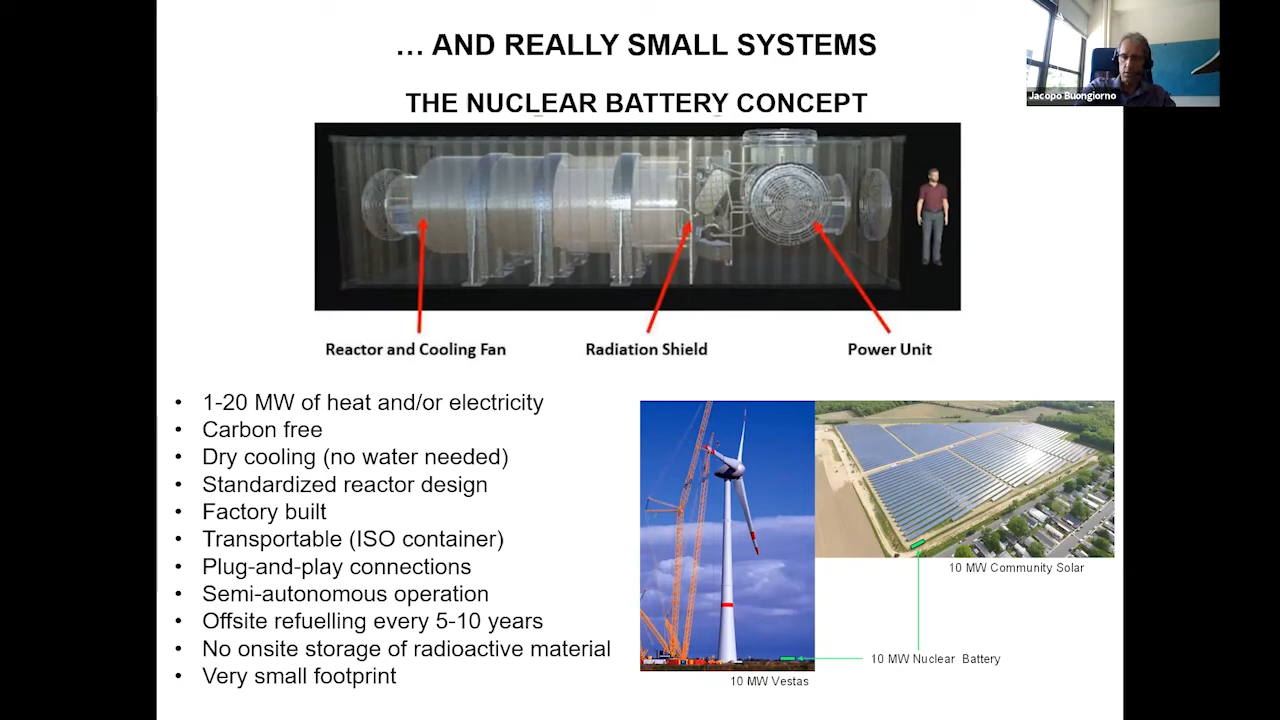 … AND REALLY SMALL SYSTEMS
Jacopo Buongiorno
THE NUCLEAR BATTERY CONCEPT
Reactor and Cooling Fan
Radiation Shield
Power Unit
• 1-20 MW of heat and/or electricity
• Carbon free
• Dry cooling (no water needed)
• Standardized reactor design
• Factory built
• Transportable (ISO container)
• Plug-and-play connections
• Semi-autonomous operation
• Offsite refuelling every 5-10 years
• No onsite storage of radioactive material
• Very small footprint
10 MW Community Solar
10 MW Nuclear Battery
10 MW Vestas